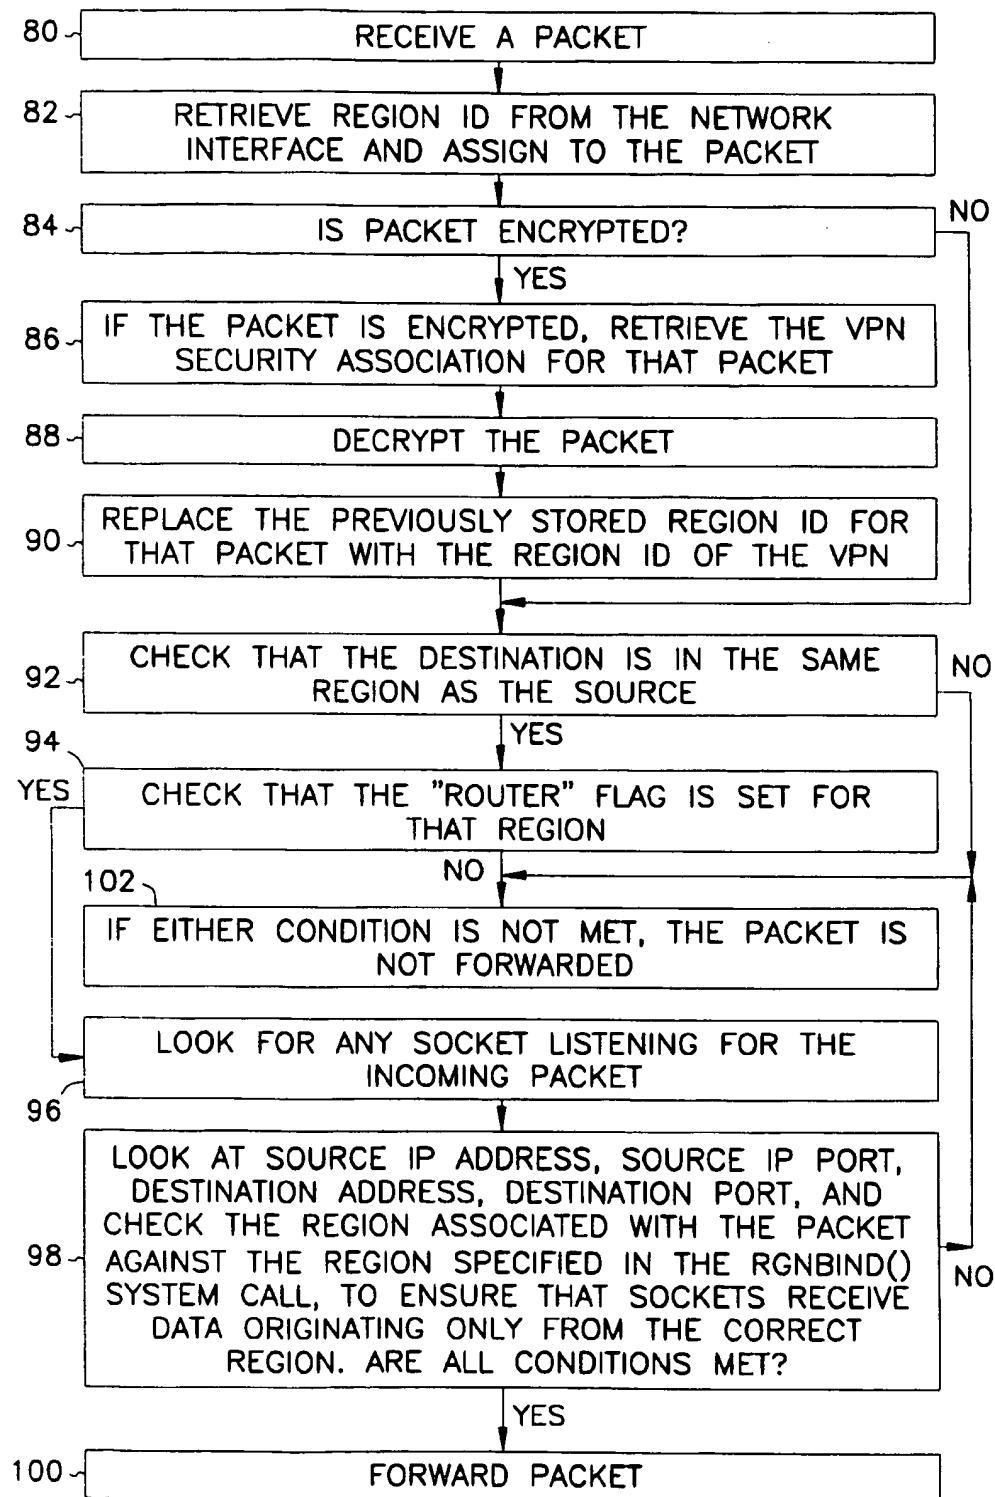 80
RECEIVE A PACKET
82
RETRIEVE REGION ID FROM THE NETWORK
INTERFACE AND ASSIGN TO THE PACKET
84
IS PACKET ENCRYPTED?
NO
YES
86
IF THE PACKET IS ENCRYPTED, RETRIEVE THE VPN
SECURITY ASSOCIATION FOR THAT PACKET
88
DECRYPT THE PACKET
90
REPLACE THE PREVIOUSLY STORED REGION ID FOR
THAT PACKET WITH THE REGION ID OF THE VPN
92
CHECK THAT THE DESTINATION IS IN THE SAME
REGION AS THE SOURCE
NO
YES
94
YES
CHECK THAT THE "ROUTER" FLAG IS SET FOR
THAT REGION
NO
102
IF EITHER CONDITION IS NOT MET, THE PACKET IS
NOT FORWARDED
LOOK FOR ANY SOCKET LISTENING FOR THE
INCOMING PACKET
96
LOOK AT SOURCE IP ADDRESS, SOURCE IP PORT,
DESTINATION ADDRESS, DESTINATION PORT, AND
CHECK THE REGION ASSOCIATED WITH THE PACKET
98
AGAINST THE REGION SPECIFIED IN THE RGNBIND()
SYSTEM CALL, TO ENSURE THAT SOCKETS RECEIVE
DATA ORIGINATING ONLY FROM THE CORRECT
REGION. ARE ALL CONDITIONS MET?
NO
YES
100
FORWARD PACKET